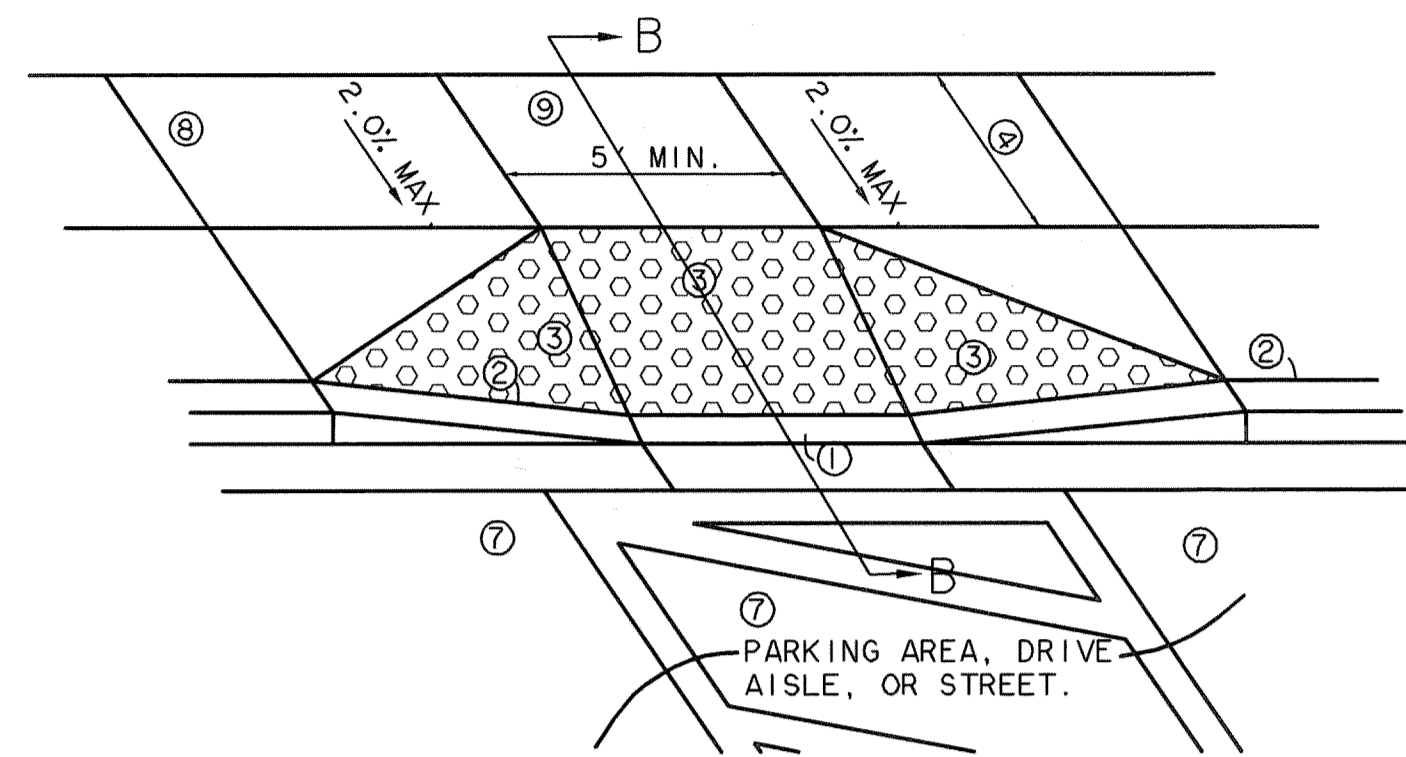 B
⑧
2.0% MAX
⑨
2.0% MAX
④
5' MIN.
③
③
③
②
②
①
⑦
⑦
B
⑦
PARKING AREA, DRIVE
AISLE, OR STREET.